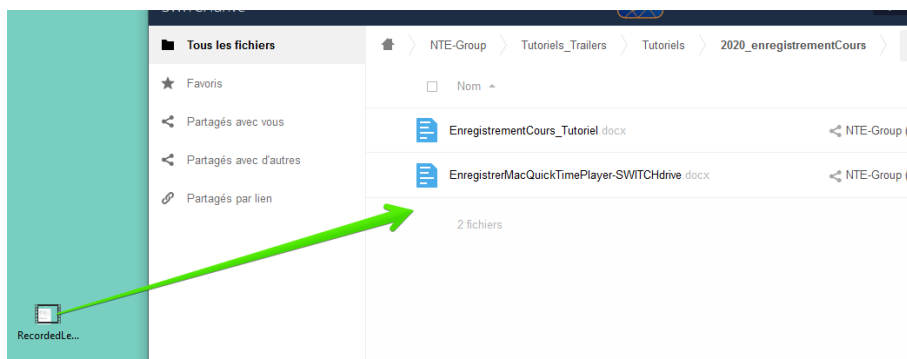 SWITCHdrive
Tous les fichiers
NTE-Group
Tutoriels_Trailers
Tutoriels
2020_enregistrementCours
Favoris
Nom
Partagés avec vous
EnregistrementCours_Tutoriel.docx
NTE-Group (
Partagés avec d'autres
EnregistrerMacQuickTimePlayer-SWITCHdrive.docx
NTE-Group (
Partagés par lien
2 fichiers
RecordedLe...